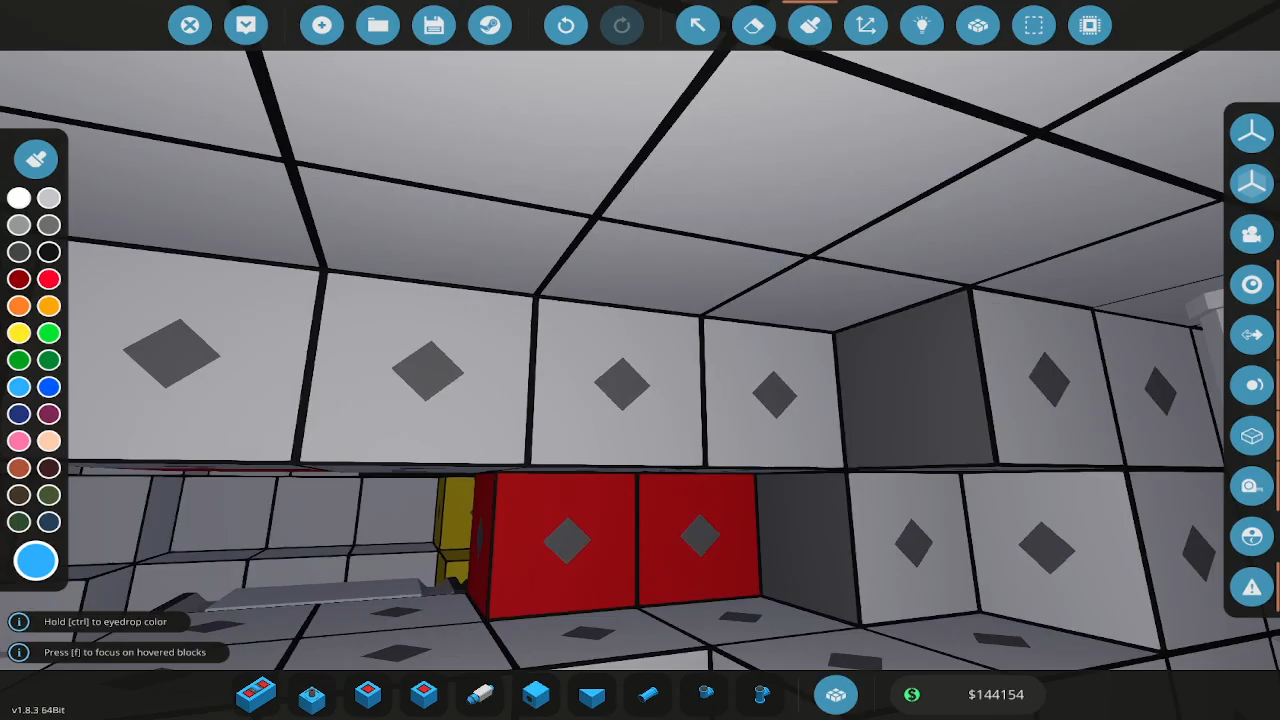 Hold [ctrl] to eyedrop color
Press [f] to focus on hovered blocks
$144154
v1.8.3 64Bit